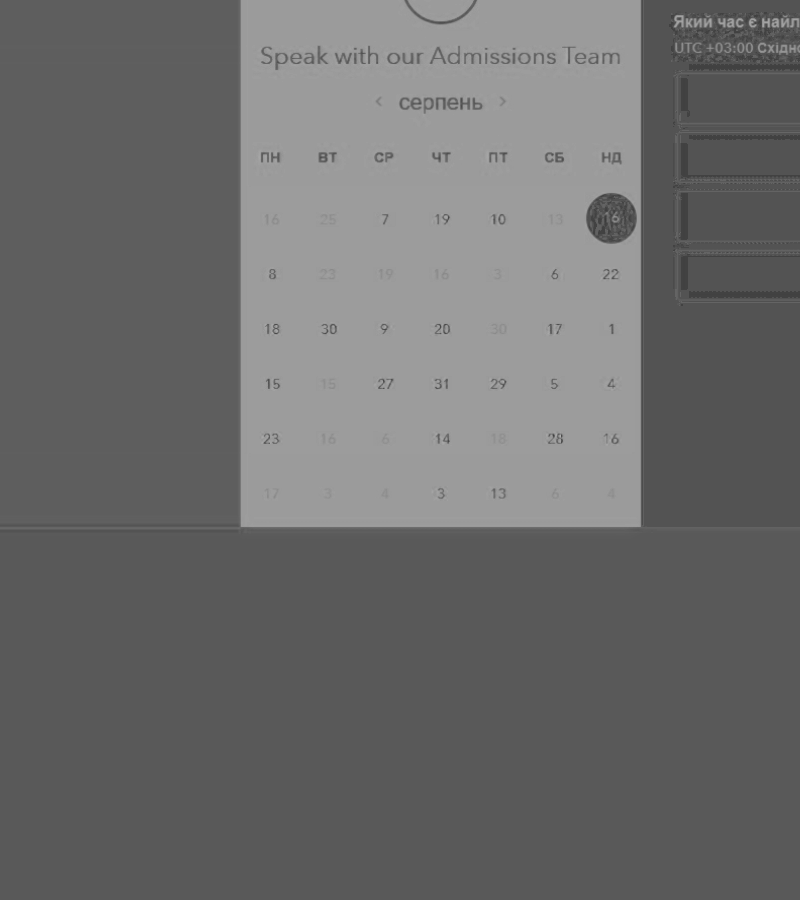 Speak with our Admissions Team
‹ серпень ›
ПН ВТ СР ЧТ ПТ СБ НД
16 25 7 19 10 13 16
8 23 19 16 3 6 22
18 30 9 20 30 17 1
15 15 27 31 29 5 4
23 16 6 14 18 28 16
17 3 4 3 13 6 4
Який час є найл
UTC +03:00 Східно